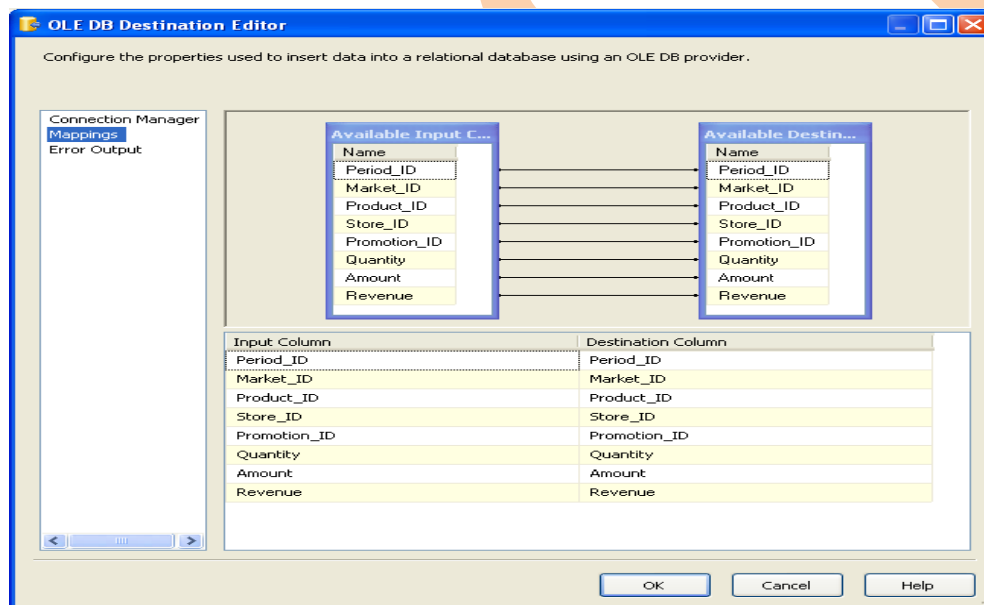 OLE DB Destination Editor
Configure the properties used to insert data into a relational database using an OLE DB provider.
Connection Manager
Mappings
Error Output
Available Input C...
Name
Period_ID
Market_ID
Product_ID
Store_ID
Promotion_ID
Quantity
Amount
Revenue
Available Destin...
Name
Period_ID
Market_ID
Product_ID
Store_ID
Promotion_ID
Quantity
Amount
Revenue
Input Column Destination Column
Period_ID Period_ID
Market_ID Market_ID
Product_ID Product_ID
Store_ID Store_ID
Promotion_ID Promotion_ID
Quantity Quantity
Amount Amount
Revenue Revenue
OK Cancel Help